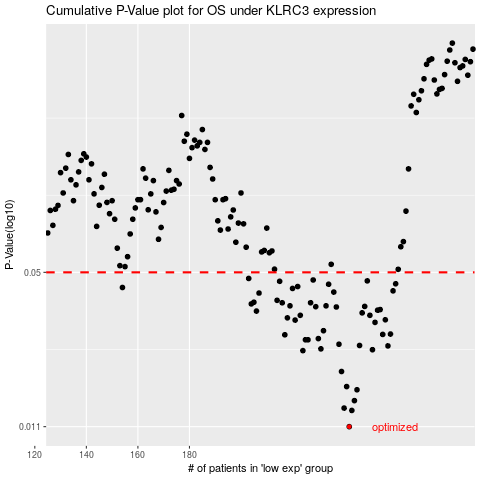 Cumulative P-Value plot for OS under KLRC3 expression
P-Value(log10)
0.05
0.011
optimized
120 140 160 180
# of patients in 'low exp' group